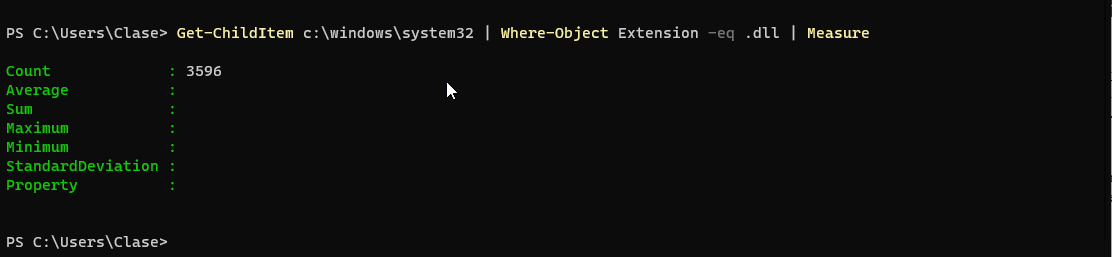 PS C:\Users\Clase> Get-ChildItem c:\windows\system32 | Where-Object Extension -eq .dll | Measure
Count             : 3596
Average           :
Sum               :
Maximum           :
Minimum           :
StandardDeviation :
Property          :
PS C:\Users\Clase>